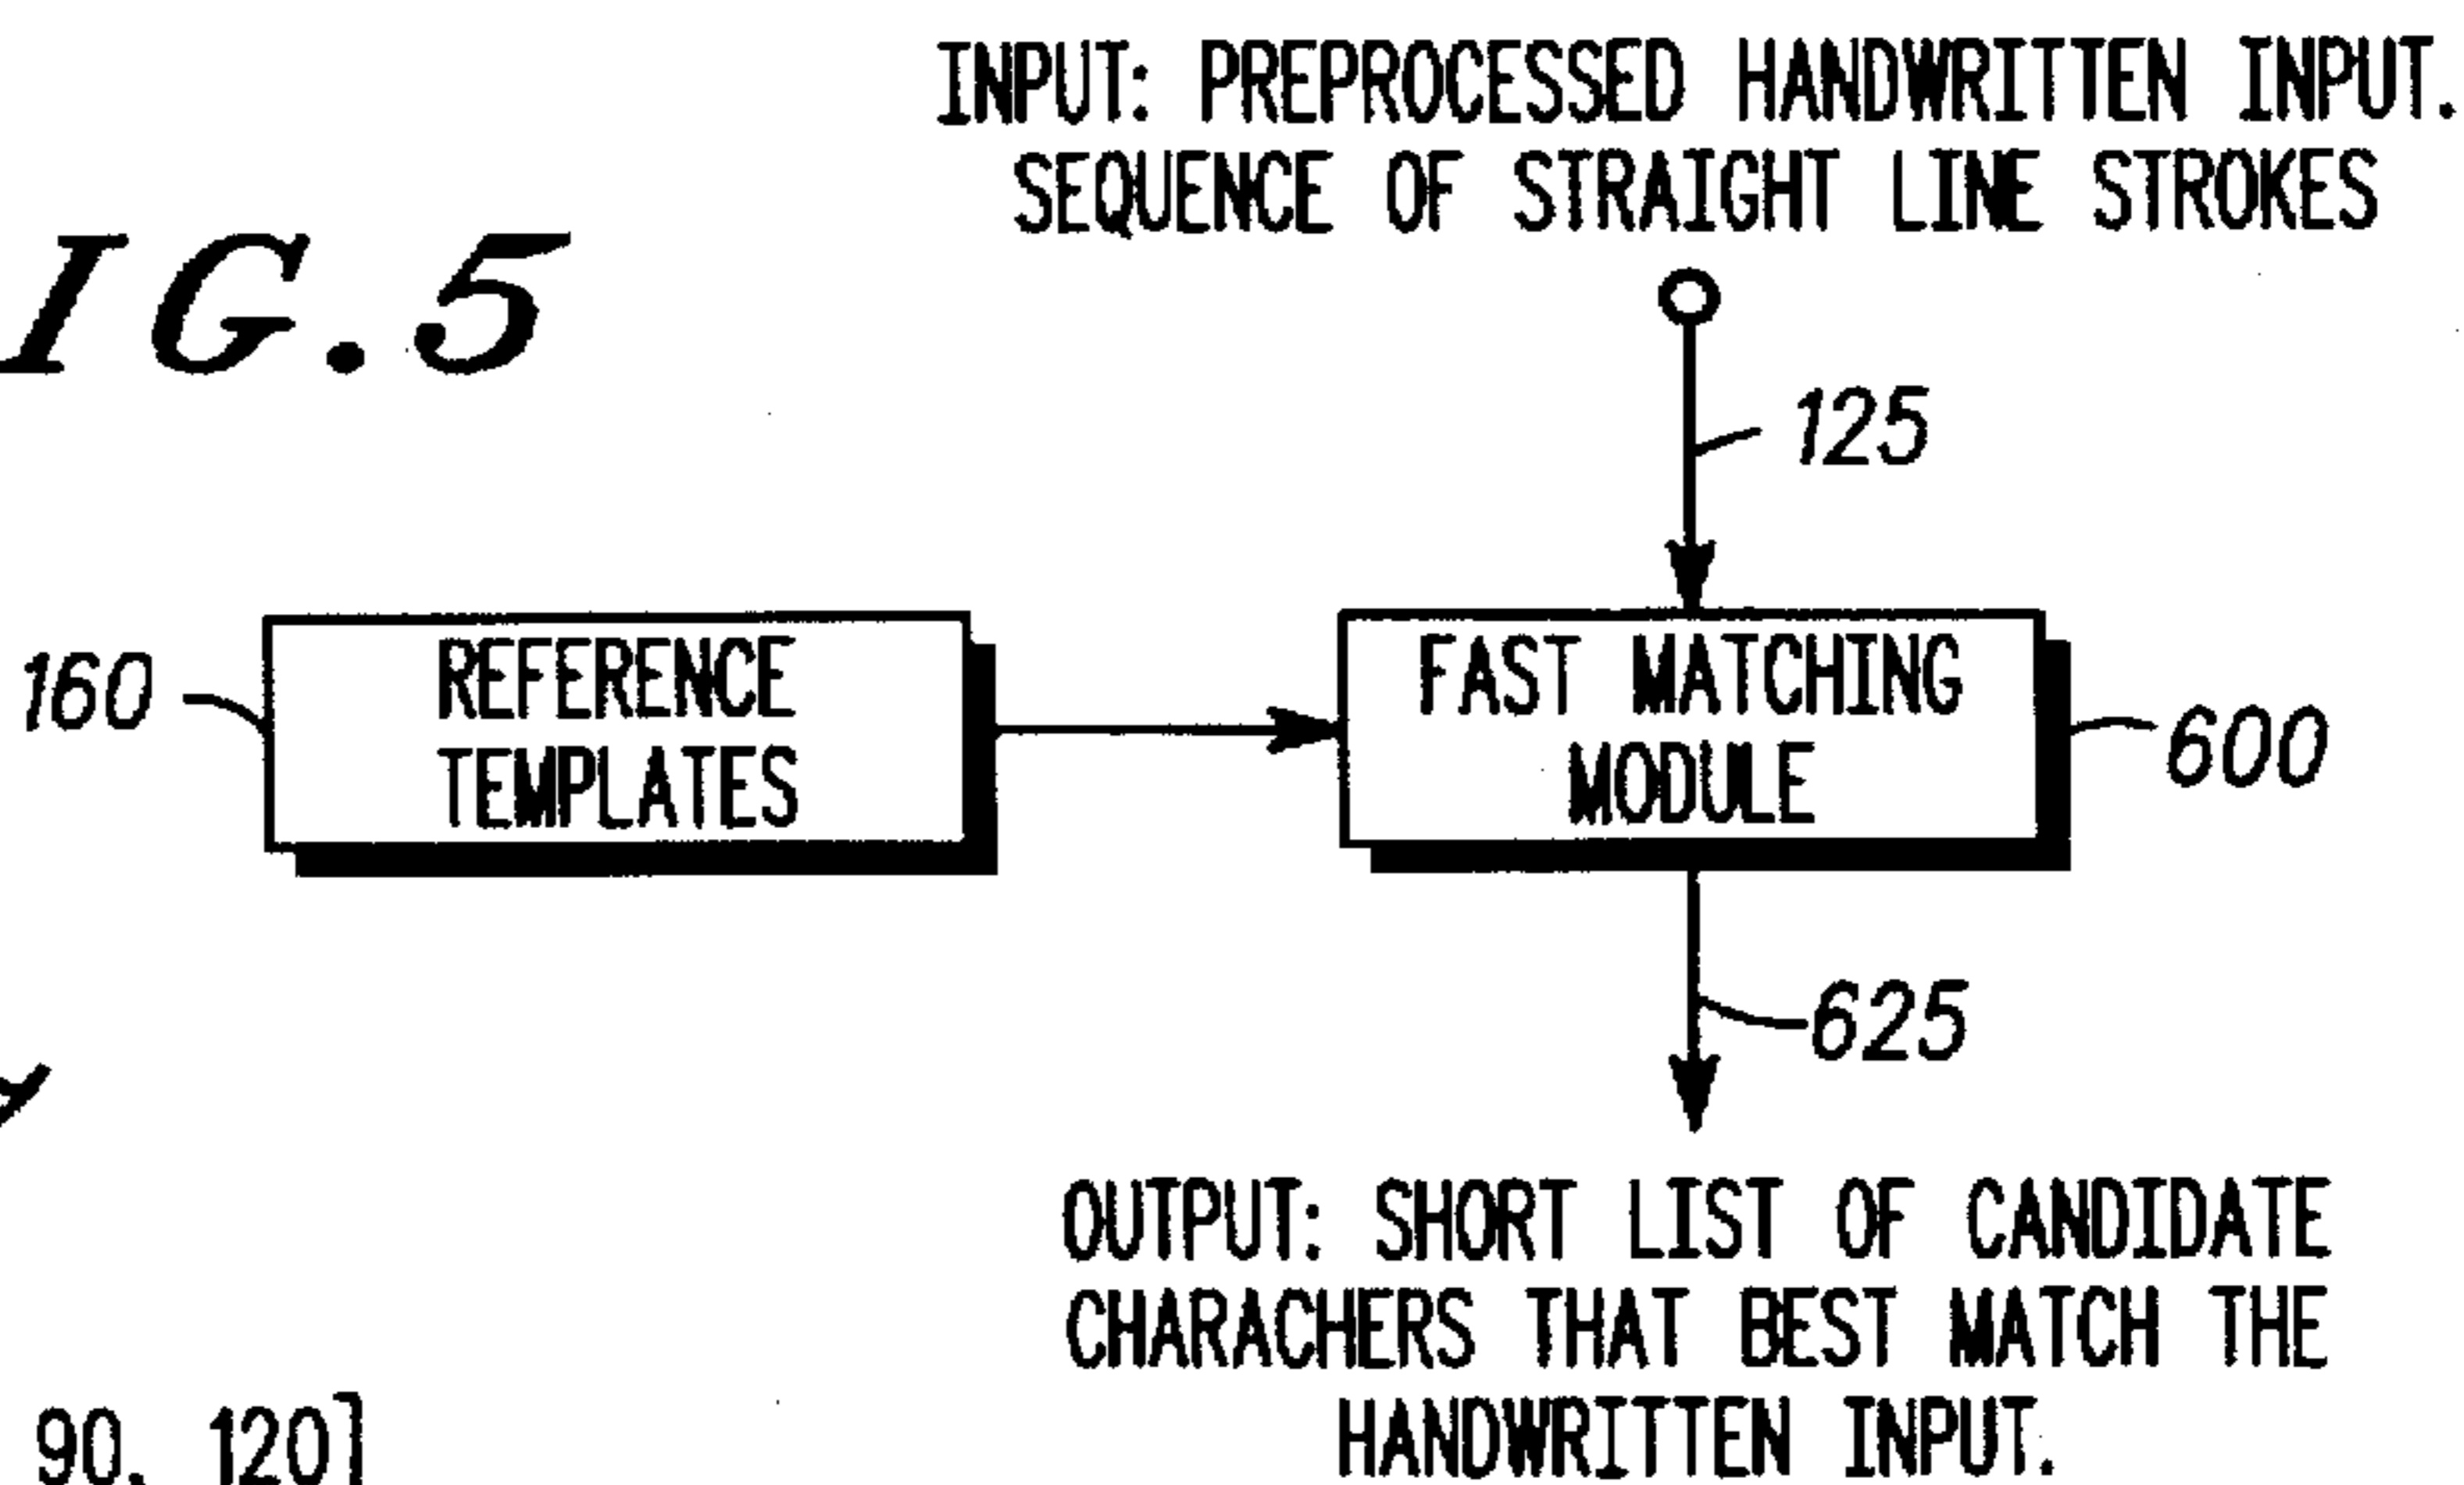 INPUT: PREPROCESSED HANDWRITTEN INPUT.
SEQUENCE OF STRAIGHT LINE STROKES
IG.5
125
160
REFERENCE
TEMPLATES
FAST MATCHING
MODULE
600
625
OUTPUT: SHORT LIST OF CANDIDATE
CHARACHERS THAT BEST MATCH THE
HANDWRITTEN INPUT.
90, 120]